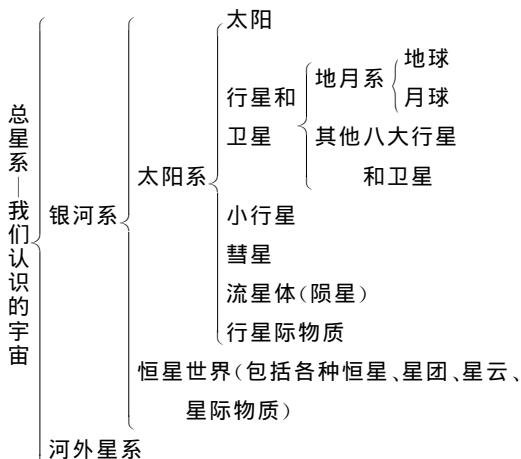 总星系—我们认识的宇宙
银河系
太阳系
太阳
行星和
卫星
地月系
地球
月球
其他八大行星
和卫星
小行星
彗星
流星体(陨星)
行星际物质
恒星世界(包括各种恒星、星团、星云、
星际物质)
河外星系